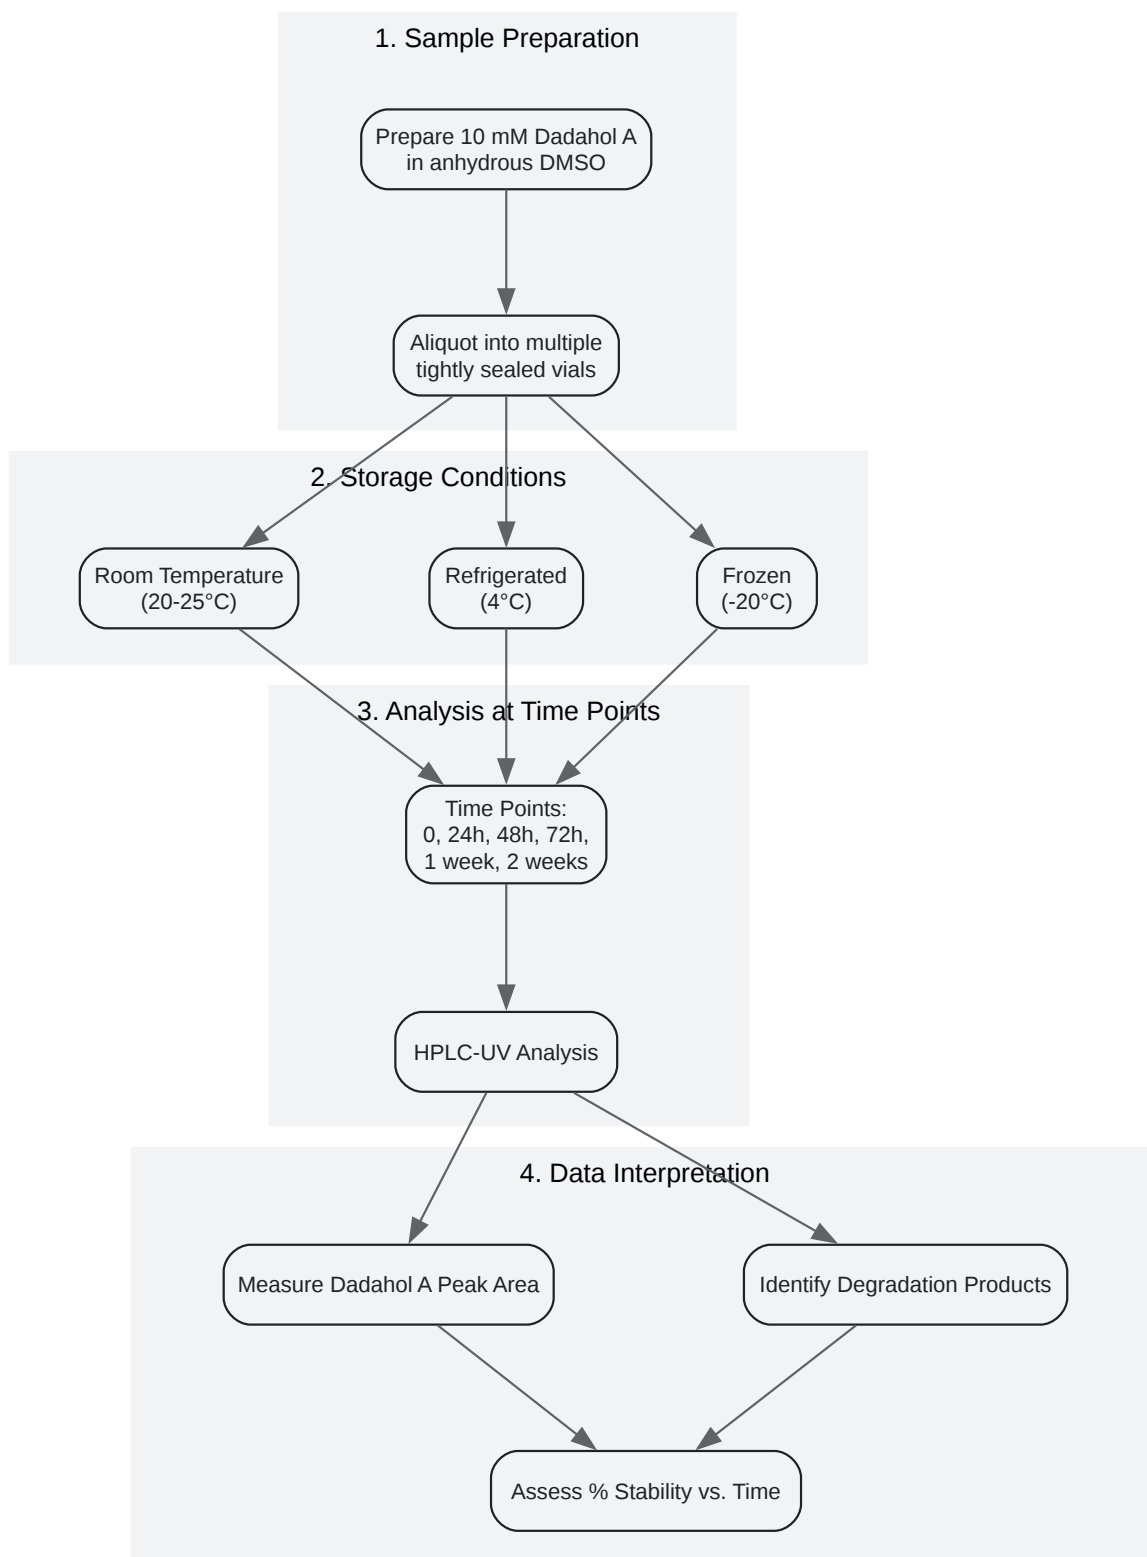 1. Sample Preparation
Prepare 10 mM Dadahol A
in anhydrous DMSO
Aliquot into multiple
tightly sealed vials
2. Storage Conditions
Room Temperature
(20-25°C)
Refrigerated
(4°C)
Frozen
(-20°C)
3. Analysis at Time Points
Time Points:
0, 24h, 48h, 72h,
1 week, 2 weeks
HPLC-UV Analysis
4. Data Interpretation
Measure Dadahol A Peak Area
Identify Degradation Products
Assess % Stability vs. Time